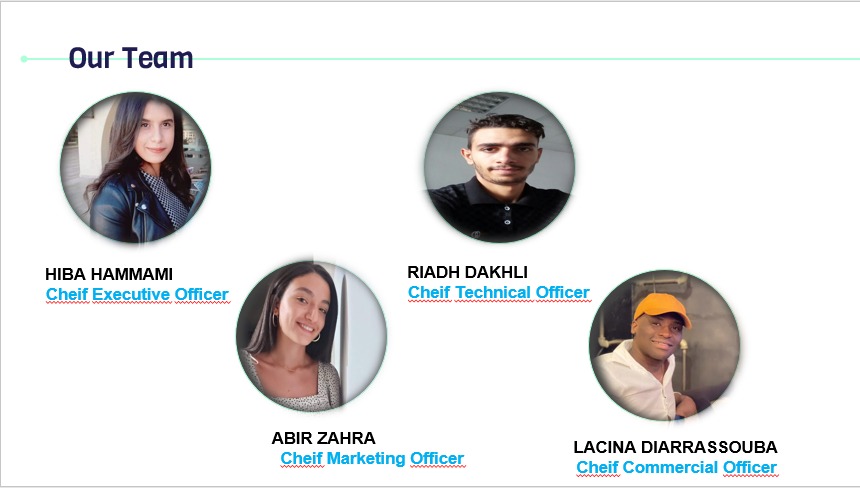 Our Team
HIBA HAMMAMI
Cheif Executive Officer
RIADH DAKHLI
Cheif Technical Officer
ABIR ZAHRA
Cheif Marketing Officer
LACINA DIARRASSOUBA
Cheif Commercial Officer